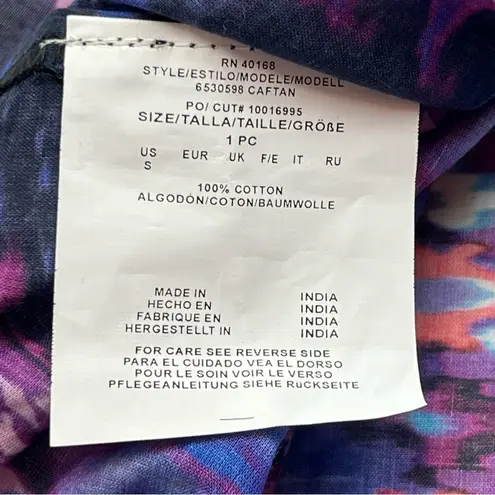 RN 40168
STYLE/ESTILO/MODELE/MODELL
6530598 CAFTAN
PO/ CUT# 10016995
SIZE/TALLA/TAILLE/GRÖßE
1 PC
US EUR UK F/E IT RU
S
100% COTTON
ALGODÓN/COTON/BAUMWOLLE
MADE IN INDIA
HECHO EN INDIA
FABRIQUE EN INDIA
HERGESTELLT IN INDIA
FOR CARE SEE REVERSE SIDE
PARA EL CUIDADO VEA EL DORSO
POUR LE SOIN VOIR LE VERSO
PFLEGEANLEITUNG SIEHE RüCKSEITE